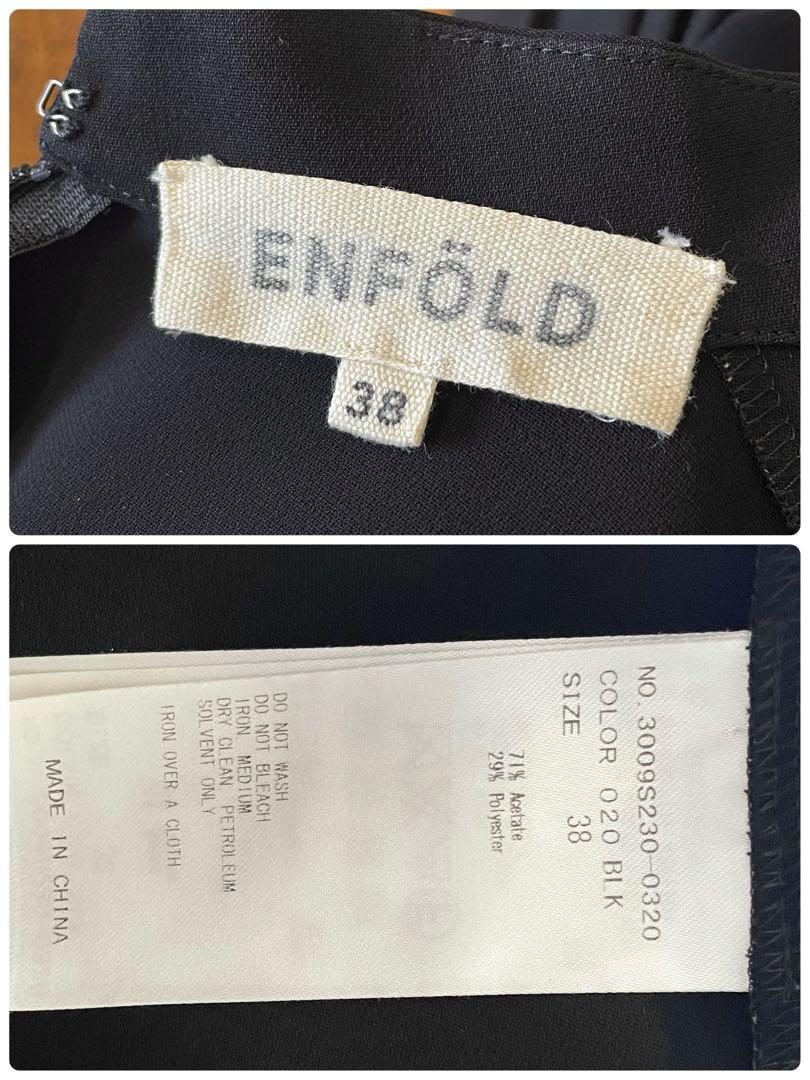 ENFÖLD
38
NO. 3009S230-0320
COLOR 020 BLK
SIZE 38
71% Acetate
29% Polyester
DO NOT WASH
DO NOT BLEACH
IRON. MEDIUM
DRY CLEAN PETROLEUM
SOLVENT ONLY
IRON OVER A CLOTH
MADE IN CHINA